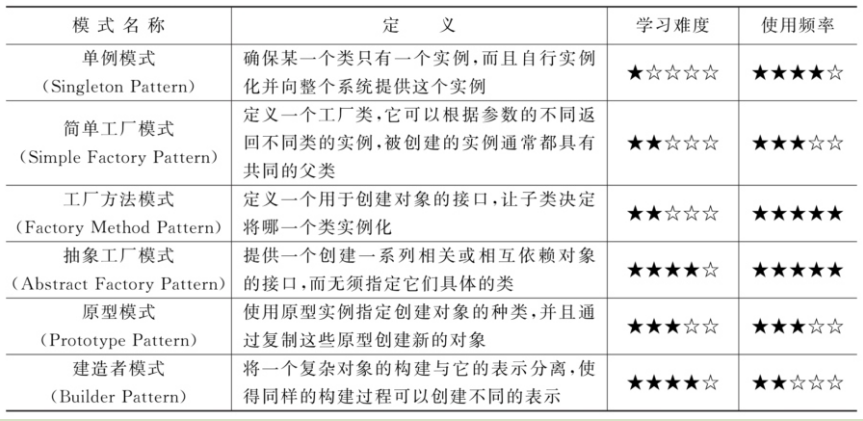 模式名称 定 义 学习难度 使用频率
单例模式
(Singleton Pattern)
确保某一个类只有一个实例,而且自行实例
化并向整个系统提供这个实例
★☆☆☆☆ ★★★★☆
简单工厂模式
(Simple Factory Pattern)
定义一个工厂类,它可以根据参数的不同返
回不同类的实例,被创建的实例通常都具有
共同的父类
★★☆☆☆ ★★★☆☆
工厂方法模式
(Factory Method Pattern)
定义一个用于创建对象的接口,让子类决定
将哪一个类实例化
★★☆☆☆ ★★★★★
抽象工厂模式
(Abstract Factory Pattern)
提供一个创建一系列相关或相互依赖对象
的接口,而无须指定它们具体的类
★★★★☆ ★★★★★
原型模式
(Prototype Pattern)
使用原型实例指定创建对象的种类,并且通
过复制这些原型创建新的对象
★★★☆☆ ★★★☆☆
建造者模式
(Builder Pattern)
将一个复杂对象的构建与它的表示分离,使
得同样的构建过程可以创建不同的表示
★★★★☆ ★★☆☆☆